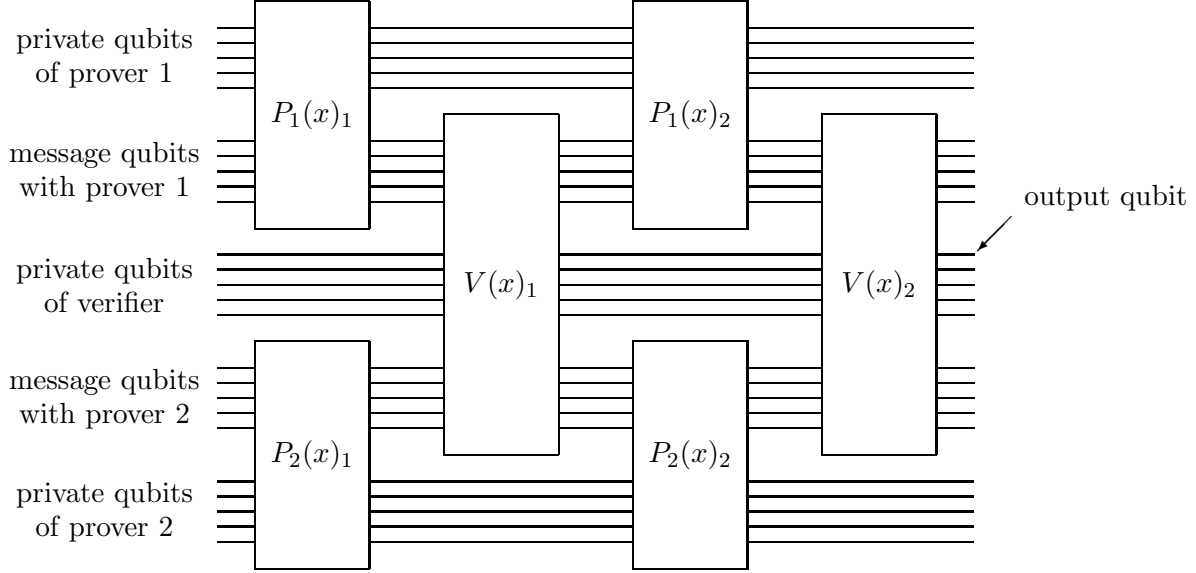 private qubits
of prover 1
P₁(x)₁
P₁(x)₂
message qubits
with prover 1
output qubit
private qubits
of verifier
V(x)₁
V(x)₂
message qubits
with prover 2
P₂(x)₁
P₂(x)₂
private qubits
of prover 2